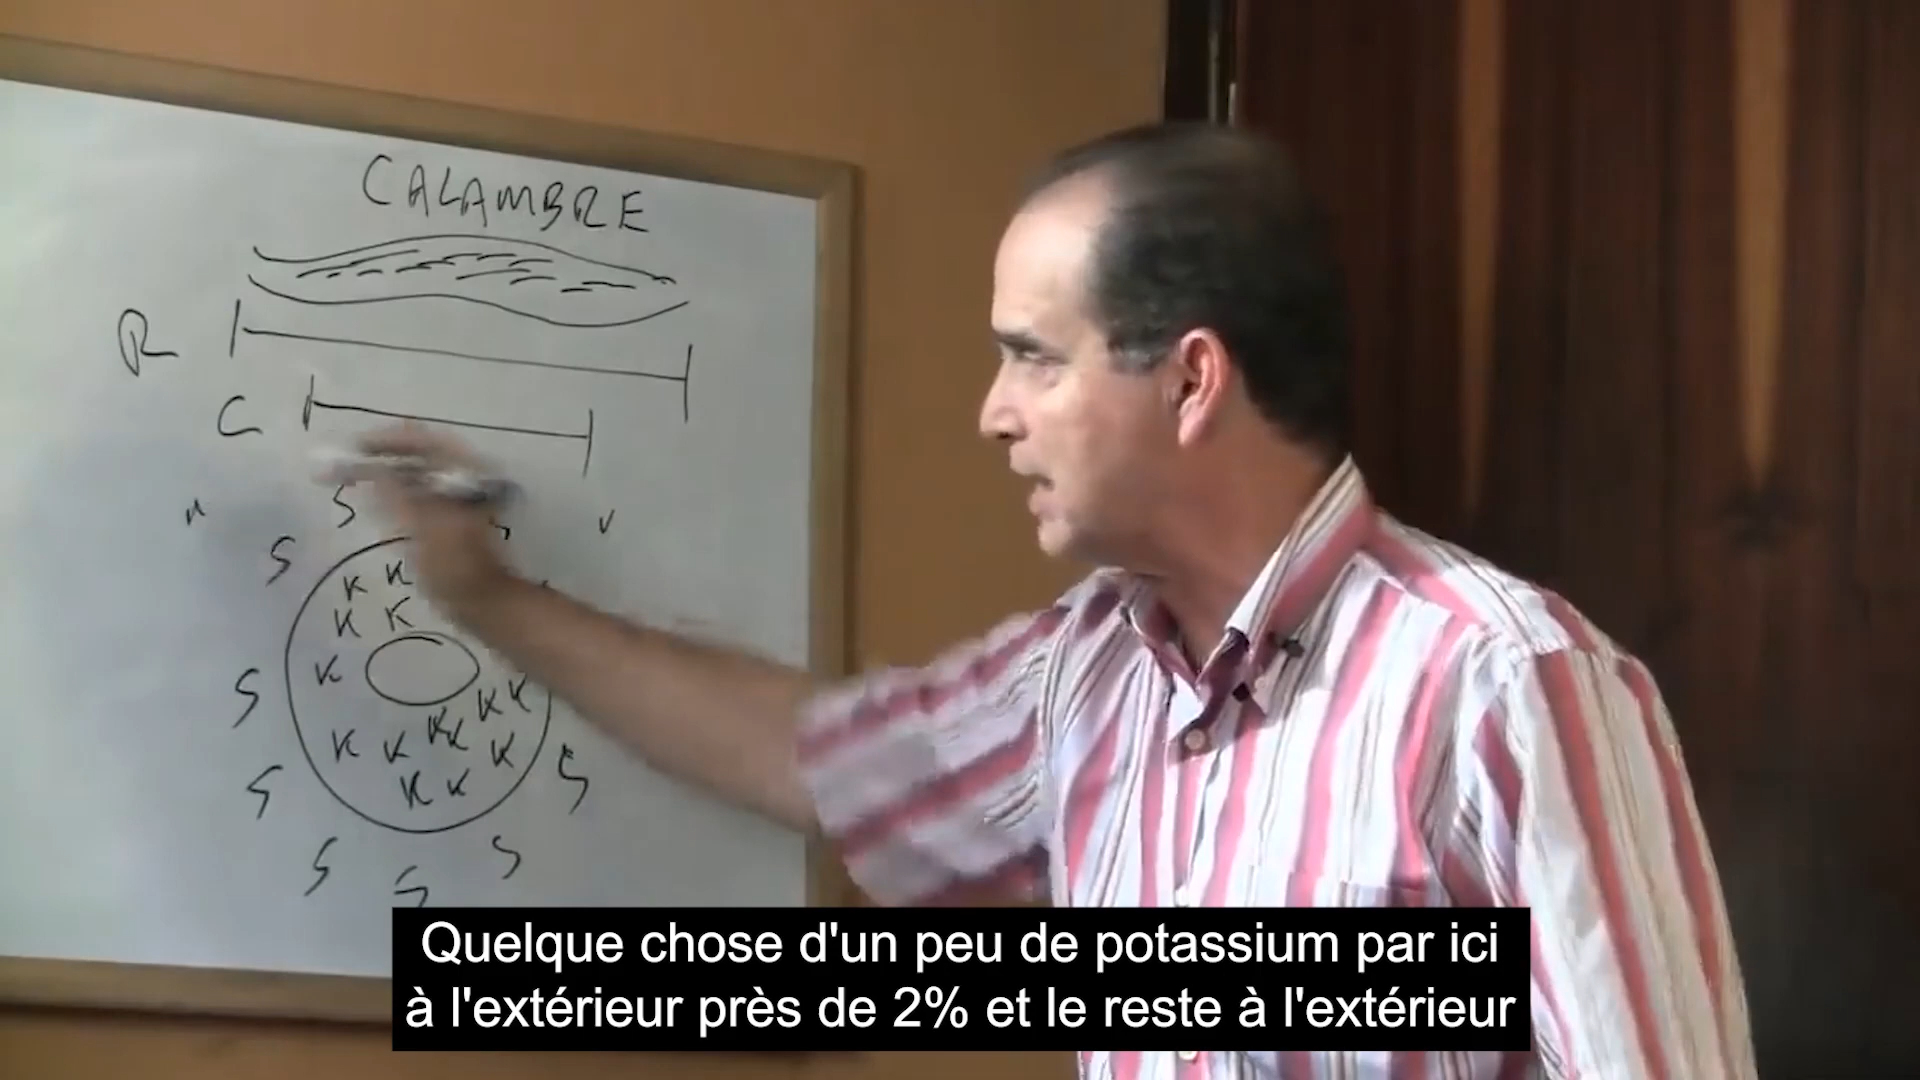 CALAMBRE
R
C
S
S S
K K
K K
S K
K K
K K K
K K K
K K
S S
S S
S
Quelque chose d'un peu de potassium par ici
à l'extérieur près de 2% et le reste à l'extérieur